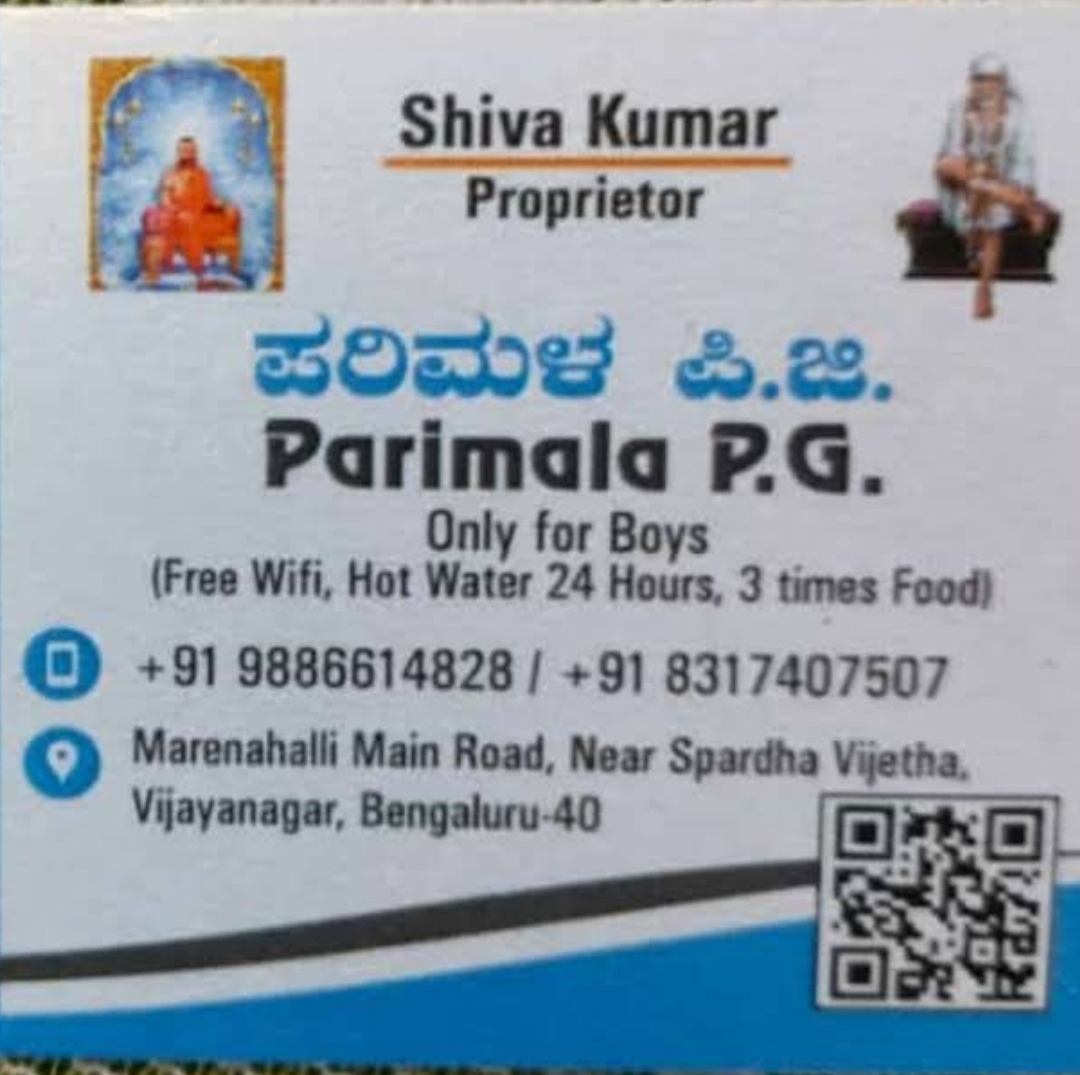 Shiva Kumar
Proprietor
ಪರಿಮಳ ಪಿ.ಜಿ.
Parimala P.G.
Only for Boys
(Free Wifi, Hot Water 24 Hours, 3 times Food)
+91 9886614828 / +91 8317407507
Marenahalli Main Road, Near Spardha Vijetha,
Vijayanagar, Bengaluru-40